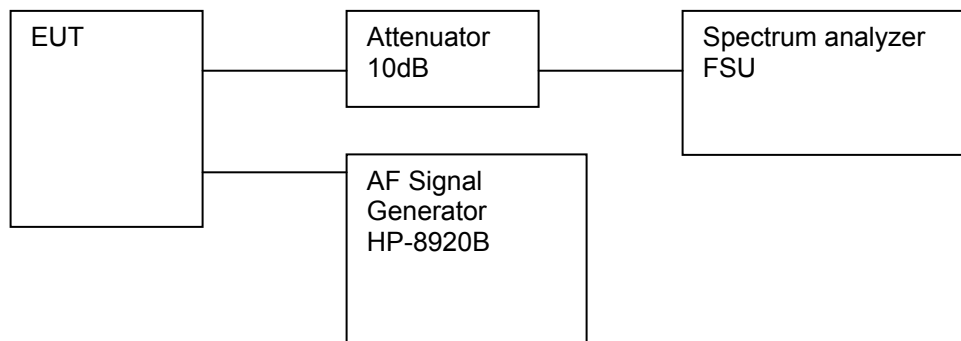 EUT
Attenuator
10dB
Spectrum analyzer
FSU
AF Signal
Generator
HP-8920B